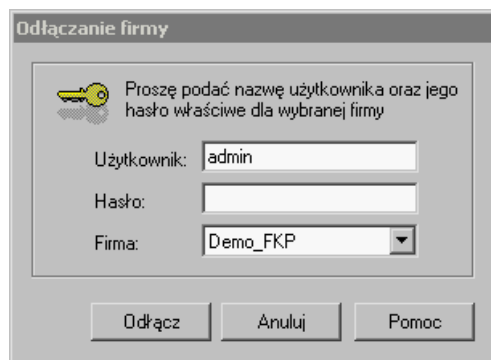 Odłączanie firmy
Proszę podać nazwę użytkownika oraz jego
hasło właściwe dla wybranej firmy
Użytkownik: admin
Hasło:
Firma: Demo_FKP
Odłącz Anuluj Pomoc